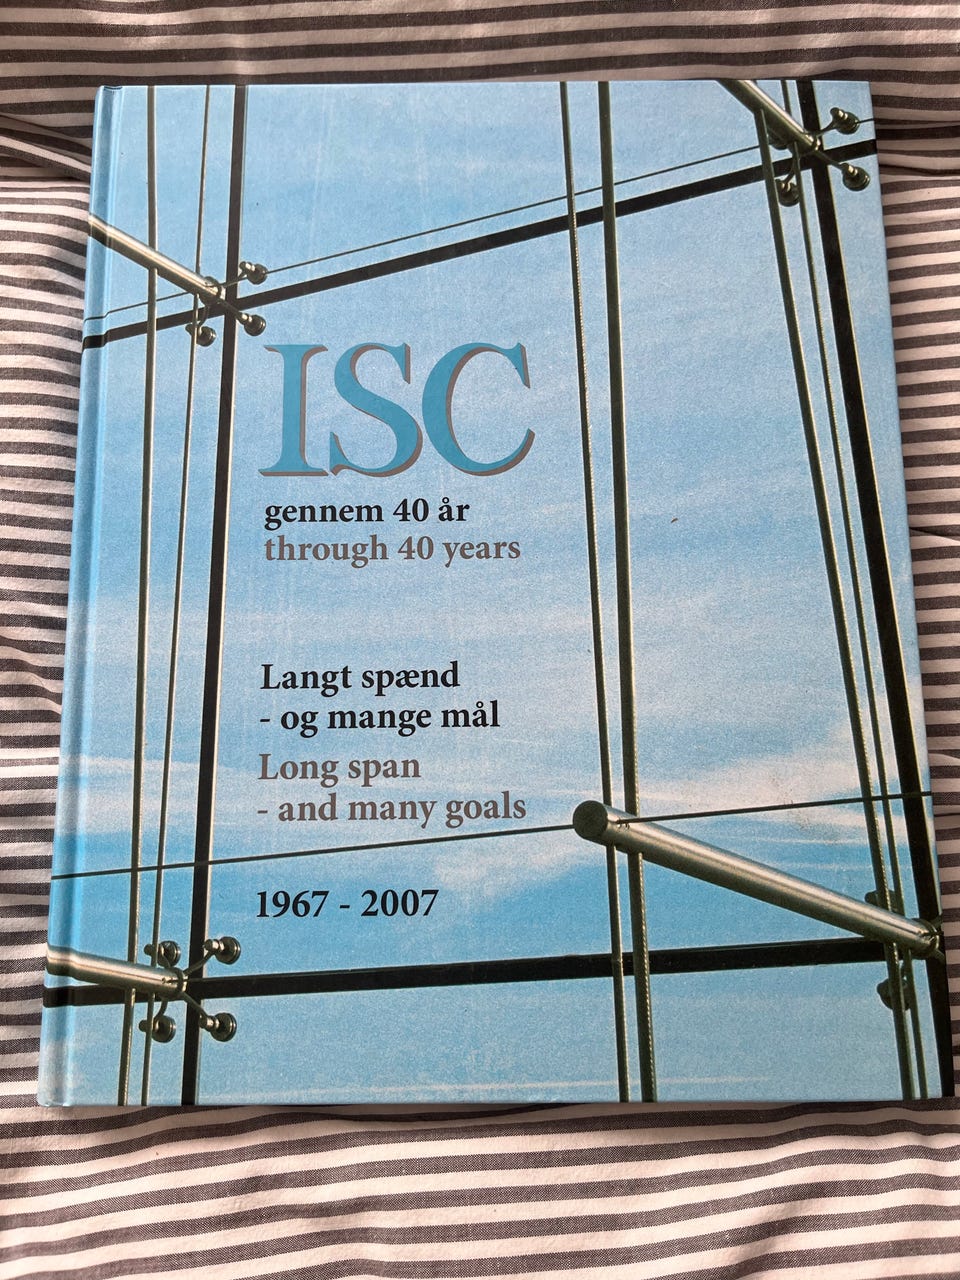 ISC
gennem 40 år
through 40 years
Langt spænd
- og mange mål
Long span
- and many goals
1967 - 2007